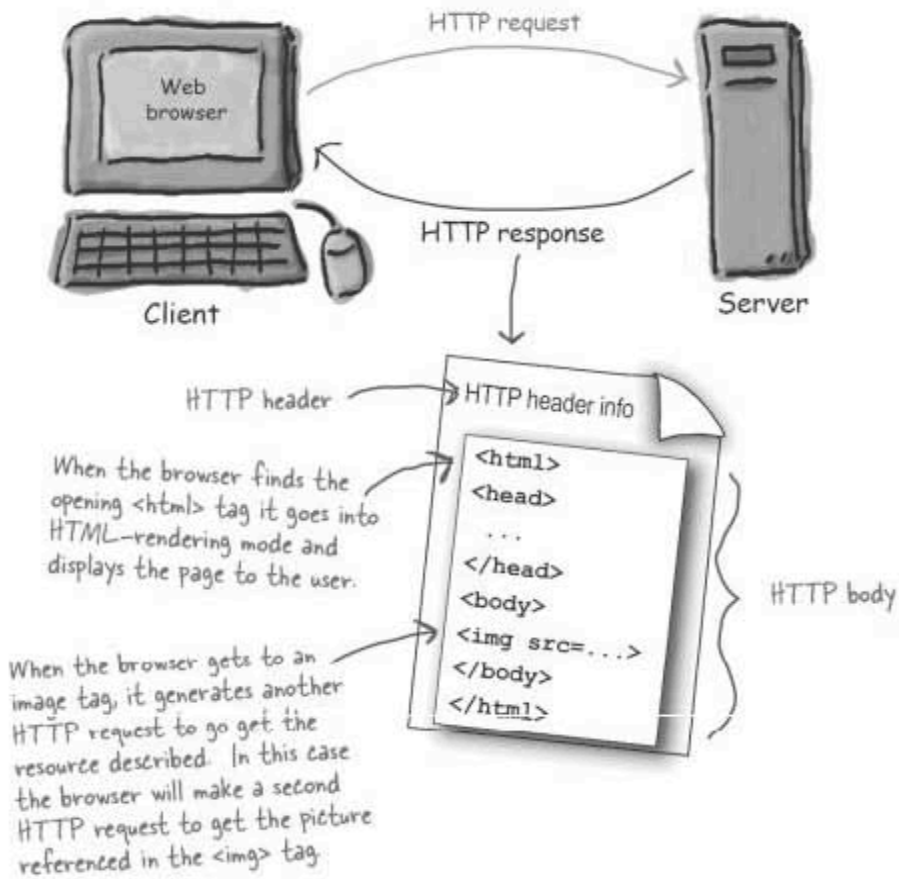 HTTP request
Web
browser
HTTP response
Client
Server
HTTP header
HTTP header info
When the browser finds the
opening <html> tag it goes into
HTML-rendering mode and
displays the page to the user.
<html>
<head>
...
</head>
<body>
<img src=...>
</body>
</html>
HTTP body
When the browser gets to an
image tag, it generates another
HTTP request to go get the
resource described. In this case
the browser will make a second
HTTP request to get the picture
referenced in the <img> tag.